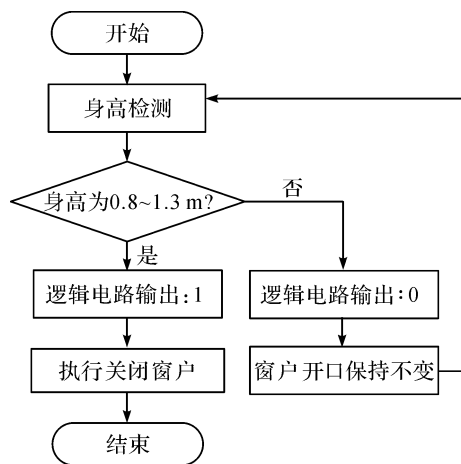 开始
身高检测
身高为0.8~1.3 m?
否
是
逻辑电路输出:1
逻辑电路输出:0
执行关闭窗户
窗户开口保持不变
结束